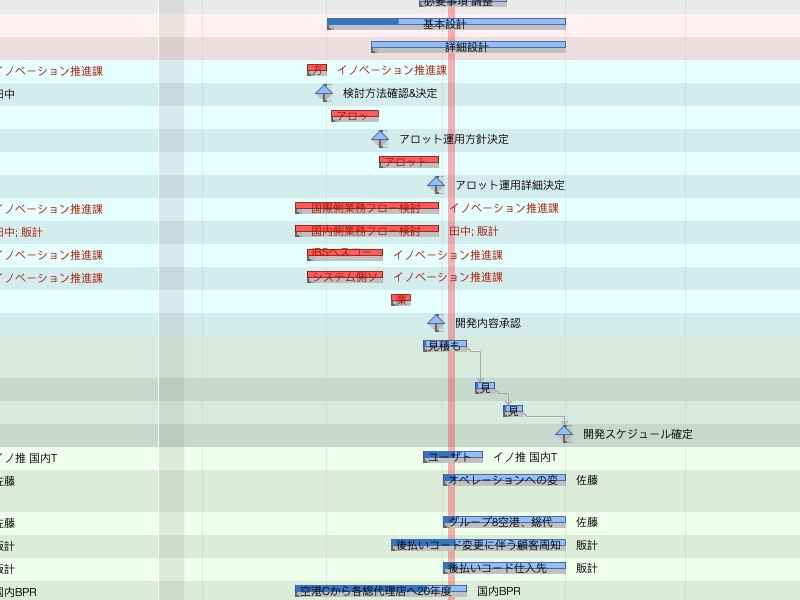 必要事項 調整
基本設計
詳細設計
イノベーション推進課 方 イノベーション推進課
田中 検討方法確認&決定
アロッ
アロット運用方針決定
アロット
アロット運用詳細決定
イノベーション推進課 国際側業務フロー検討 イノベーション推進課
田中; 販計 国内側業務フロー検討 田中; 販計
イノベーション推進課 イノベーション推進課
イノベーション推進課 システム側ソ イノベーション推進課
業
開発内容承認
見積も
見
見
開発スケジュール確定
イノ推 国内T ユーザト イノ推 国内T
佐藤 オペレーションへの変 佐藤
佐藤 グループ8空港、総代 佐藤
販計 後払いコード変更に伴う顧客周知 販計
販計 後払いコード仕入先 販計
国内BPR 空港Cから各総代理店へ20年度 国内BPR